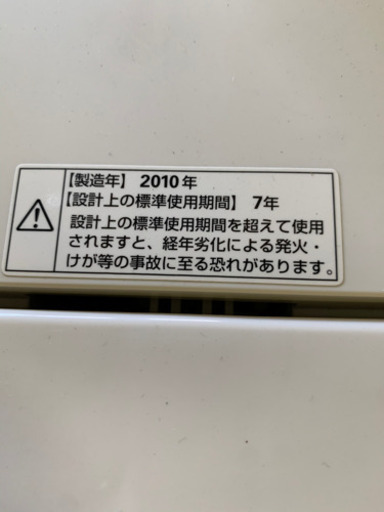 【製造年】 2010年
【設計上の標準使用期間】 7年
設計上の標準使用期間を超えて使用
されますと、経年劣化による発火・
けが等の事故に至る恐れがあります。